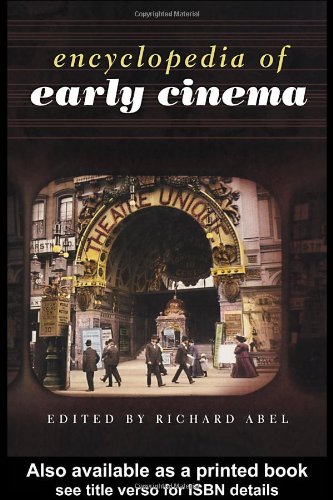 encyclopedia of
early cinema
THEATRE UNIQUE
EDITED BY RICHARD ABEL
Also available as a printed book
see title verso for ISBN details